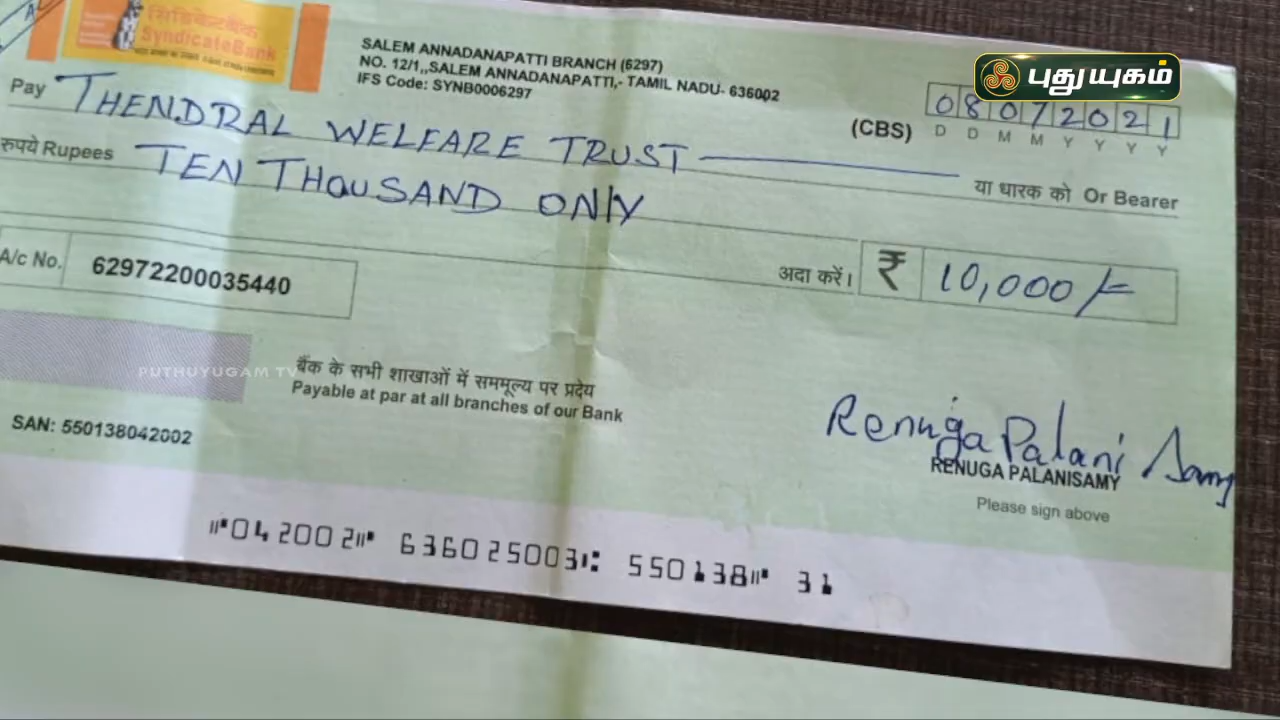 सिंडिकेटबैंक
SyndicateBank
SALEM ANNADANAPATTI BRANCH (6297)
NO. 12/1,,SALEM ANNADANAPATTI,- TAMIL NADU- 636002
IFS Code: SYNB0006297
புதுயுகம்
08072021
(CBS) D D M M Y Y Y Y
Pay THENDRAL WELFARE TRUST
या धारक को Or Bearer
रुपये Rupees TEN THOUSAND ONLY
अदा करें। ₹ 10,000/-
A/c No. 62972200035440
PUTHUYUGAM TV
बैंक के सभी शाखाओं में सममूल्य पर प्रदेय
Payable at par at all branches of our Bank
SAN: 550138042002
Renuga Palani Samy
RENUGA PALANISAMY
Please sign above
⑈042002⑈ 636025003⑆ 550138⑈ 31